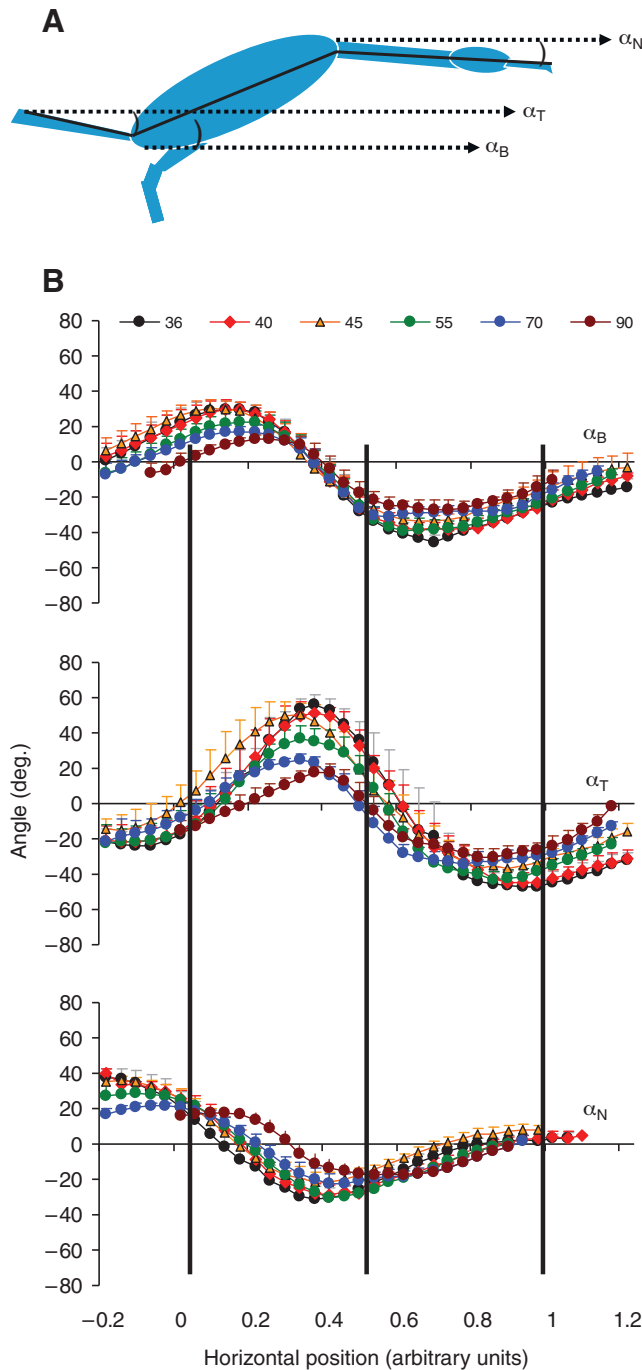 A
αN
αT
αB
B
36 40 45 55 70 90
80
60
40
20
0
−20
−40
−60
−80
αB
80
60
40
20
0
−20
−40
−60
−80
αT
Angle (deg.)
80
60
40
20
0
−20
−40
−60
−80
αN
−0.2 0 0.2 0.4 0.6 0.8 1 1.2
Horizontal position (arbitrary units)